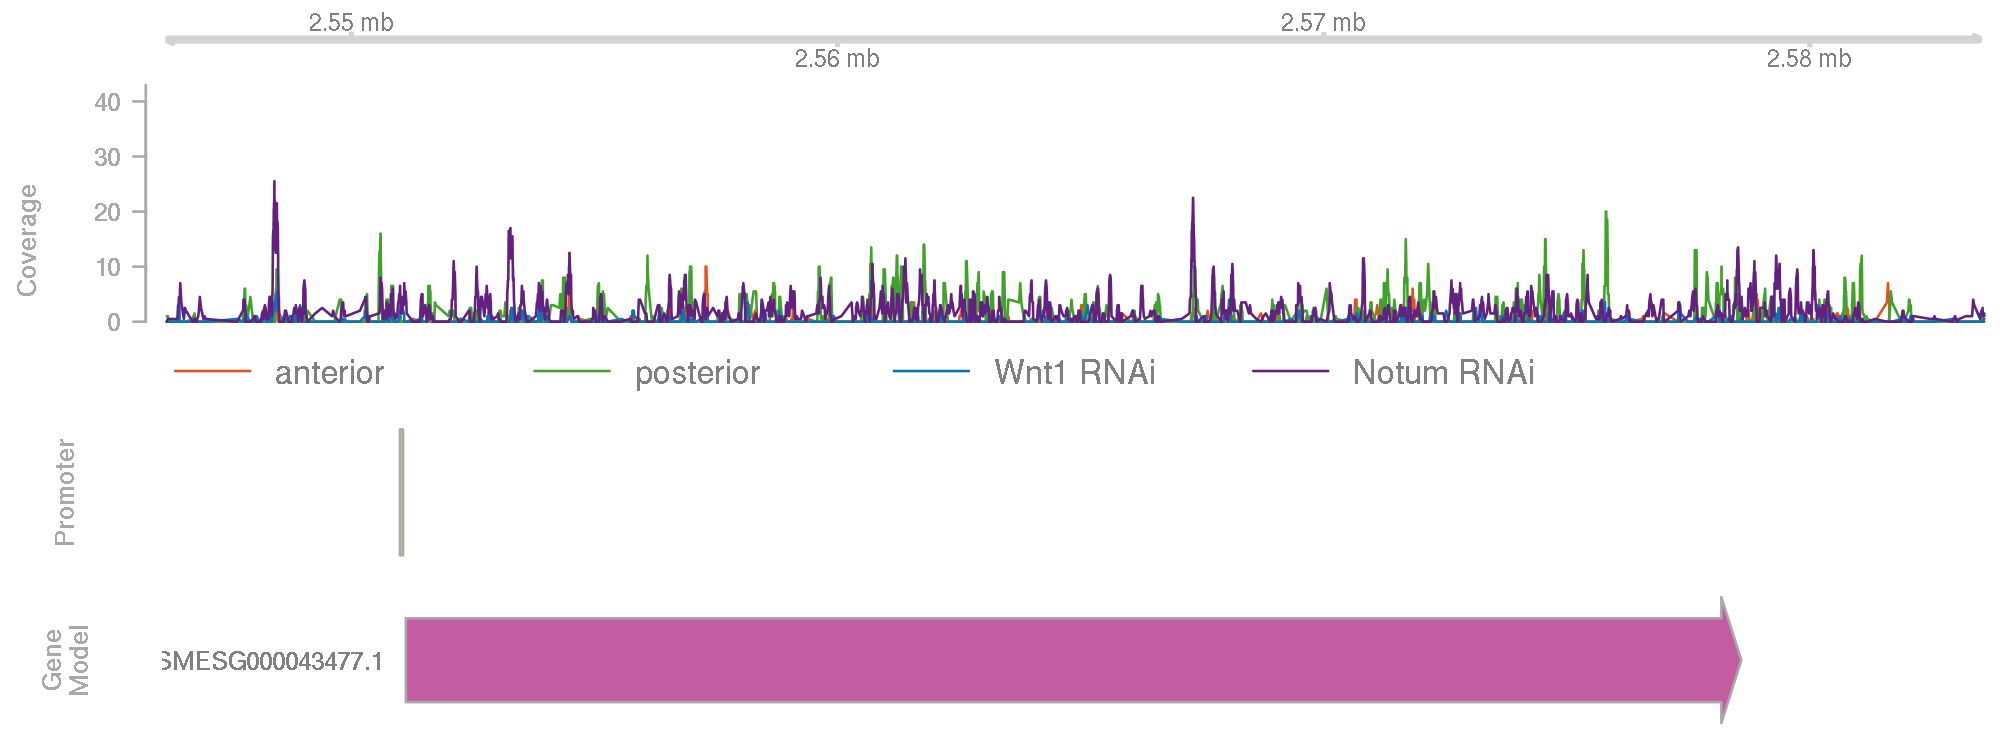 2.55 mb
2.57 mb
2.56 mb
2.58 mb
Coverage
40
30
20
10
0
anterior posterior Wnt1 RNAi Notum RNAi
Promoter
Gene
Model
SMESG000043477.1